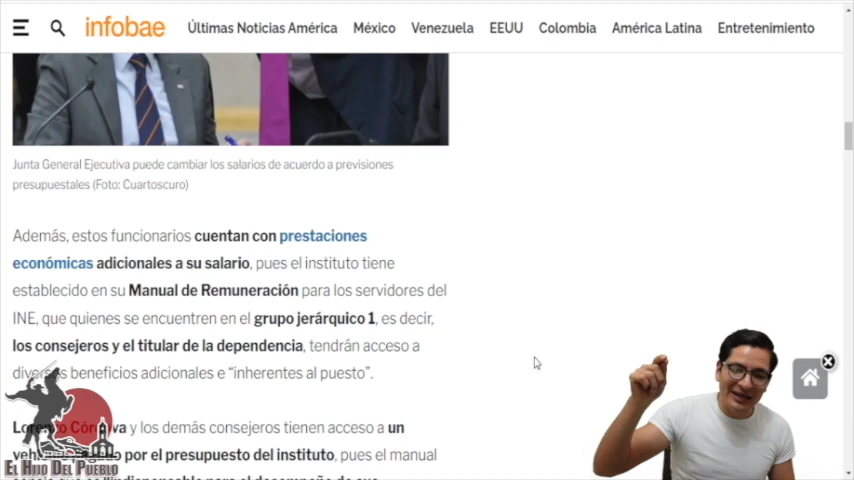 infobae
Últimas Noticias América México Venezuela EEUU Colombia América Latina Entretenimiento
Junta General Ejecutiva puede cambiar los salarios de acuerdo a previsiones
presupuestales (Foto: Cuartoscuro)
Además, estos funcionarios cuentan con prestaciones
económicas adicionales a su salario, pues el instituto tiene
establecido en su Manual de Remuneración para los servidores del
INE, que quienes se encuentren en el grupo jerárquico 1, es decir,
los consejeros y el titular de la dependencia, tendrán acceso a
diversos beneficios adicionales e “inherentes al puesto”.
Lorenzo Córdova y los demás consejeros tienen acceso a un
por el presupuesto del instituto, pues el manual
EL HIJO DEL PUEBLO